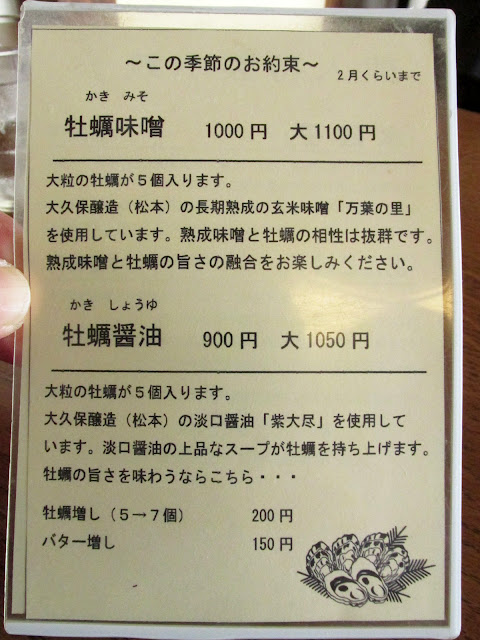 ～この季節のお約束～
2月くらいまで
かき みそ
牡蠣味噌 1000円 大1100円
大粒の牡蠣が5個入ります。
大久保醸造（松本）の長期熟成の玄米味噌「万葉の里」
を使用しています。熟成味噌と牡蠣の相性は抜群です。
熟成味噌と牡蠣の旨さの融合をお楽しみください。
かき しょうゆ
牡蠣醤油 900円 大1050円
大粒の牡蠣が5個入ります。
大久保醸造（松本）の淡口醤油「紫大尽」を使用して
います。淡口醤油の上品なスープが牡蠣を持ち上げます。
牡蠣の旨さを味わうならこちら・・・
牡蠣増し（5→7個） 200円
バター増し 150円